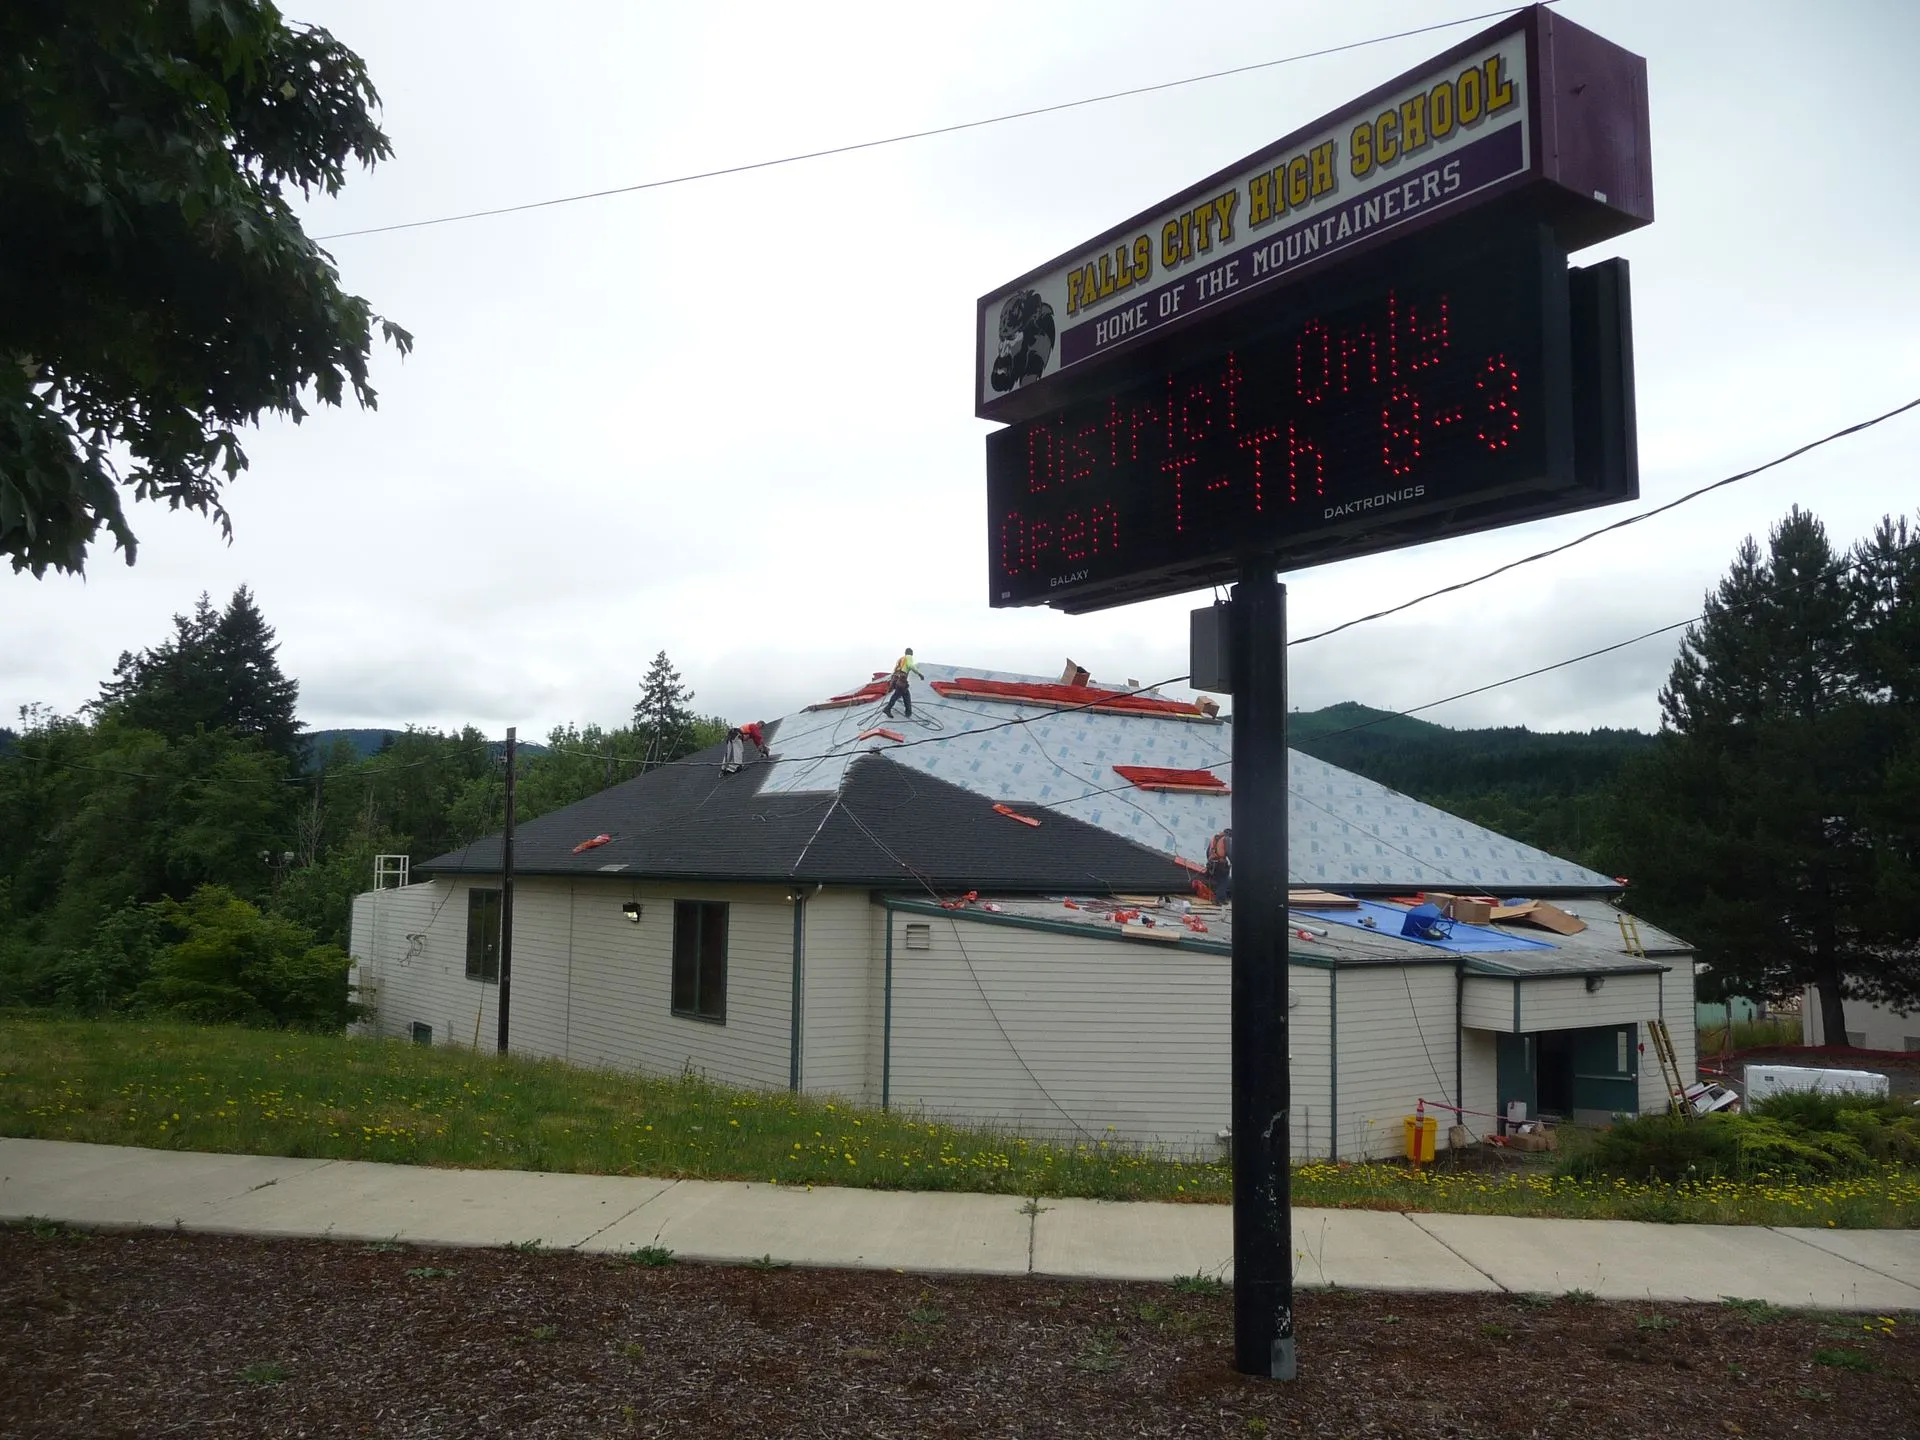 FALLS CITY HIGH SCHOOL
HOME OF THE MOUNTAINEERS
District Only
Open T-Th 8-3
GALAXY
DAKTRONICS